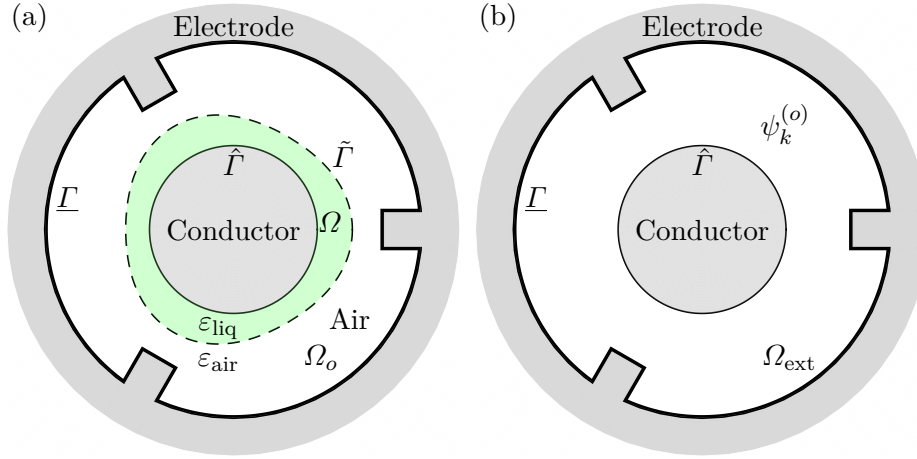 (a)
Electrode
Γ̃
Γ̂
Γ
Conductor
Ω
ε_liq
Air
ε_air
Ω_o
(b)
Electrode
ψ_k^(o)
Γ̂
Γ
Conductor
Ω_ext